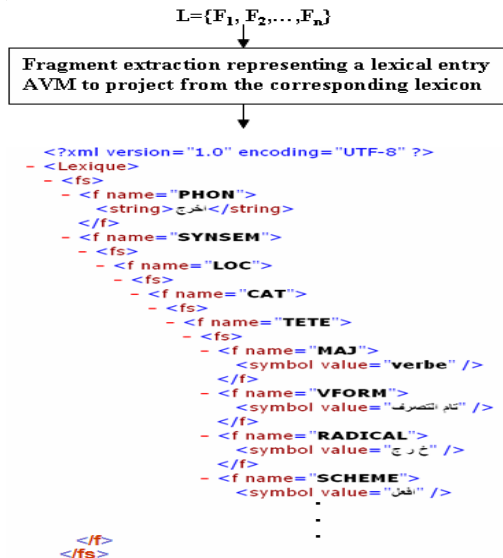 L={F₁, F₂,...,Fₙ}
Fragment extraction representing a lexical entry
AVM to project from the corresponding lexicon
<?xml version="1.0" encoding="UTF-8" ?>
- <Lexique>
- <fs>
- <f name="PHON">
<string>اخرج</string>
</f>
- <f name="SYNSEM">
- <fs>
- <f name="LOC">
- <fs>
- <f name="CAT">
- <fs>
- <f name="TETE">
- <fs>
- <f name="MAJ">
<symbol value="verbe" />
</f>
- <f name="VFORM">
<symbol value="تام التصرف" />
</f>
- <f name="RADICAL">
<symbol value="خ ر ج" />
</f>
- <f name="SCHEME">
<symbol value="افعل" />
.
.
.
</f>
</fs>